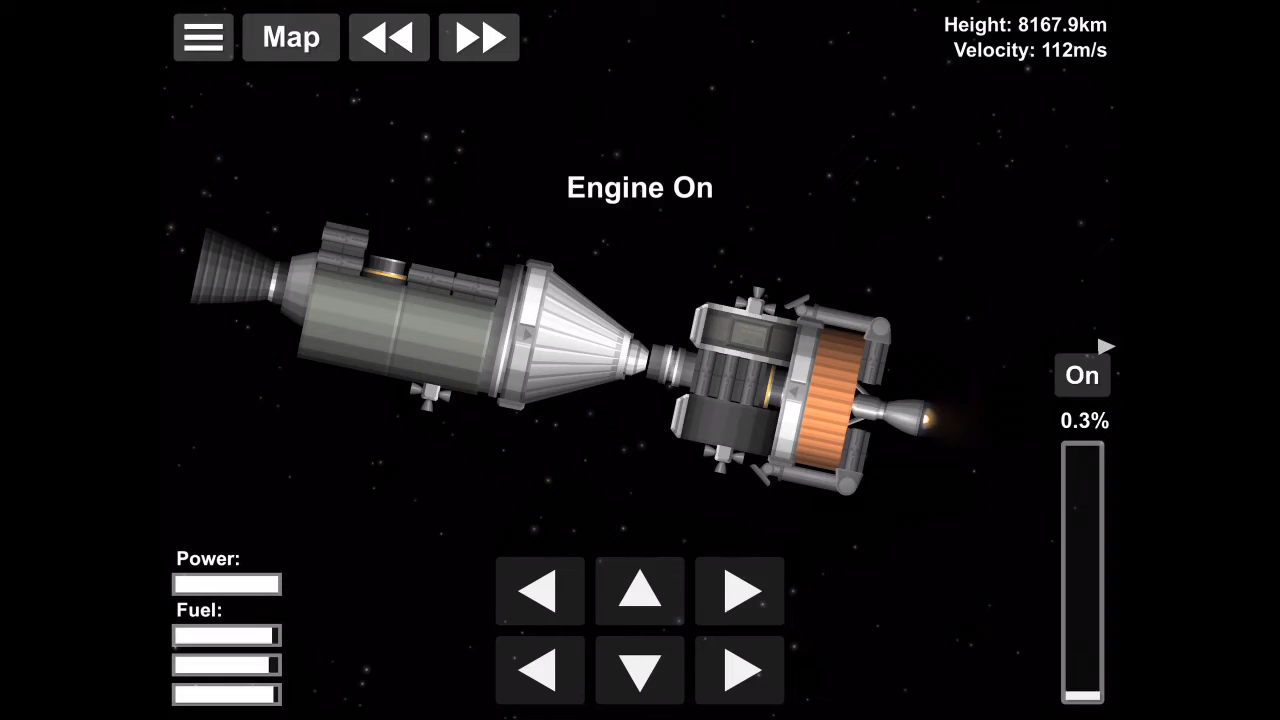 Map
Height: 8167.9km
Velocity: 112m/s
Engine On
On
0.3%
Power:
Fuel: